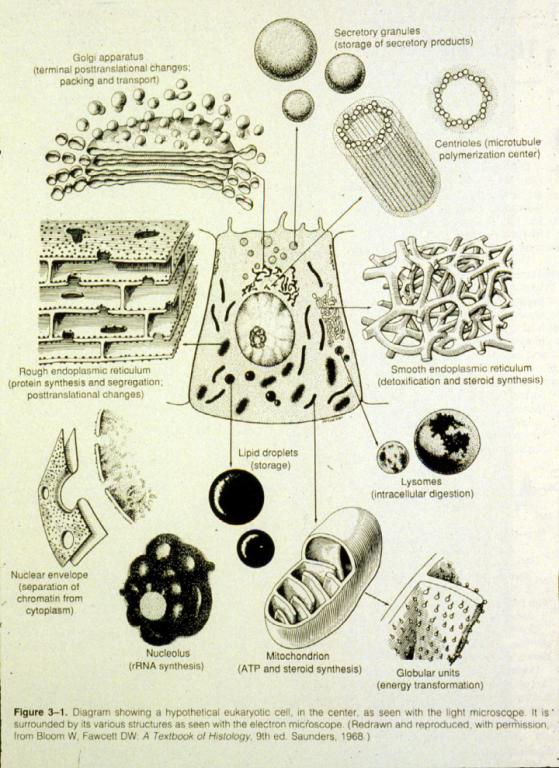 Secretory granules
(storage of secretory products)
Golgi apparatus
(terminal posttranslational changes;
packing and transport)
Centrioles (microtubule
polymerization center)
Rough endoplasmic reticulum
(protein synthesis and segregation;
posttranslational changes)
Smooth endoplasmic reticulum
(detoxification and steroid synthesis)
Lipid droplets
(storage)
Lysomes
(intracellular digestion)
Nuclear envelope
(separation of
chromatin from
cytoplasm)
Nucleolus
(rRNA synthesis)
Mitochondrion
(ATP and steroid synthesis)
Globular units
(energy transformation)
Figure 3–1. Diagram showing a hypothetical eukaryotic cell, in the center, as seen with the light microscope. It is
surrounded by its various structures as seen with the electron microscope. (Redrawn and reproduced, with permission,
from Bloom W, Fawcett DW: A Textbook of Histology, 9th ed. Saunders, 1968.)